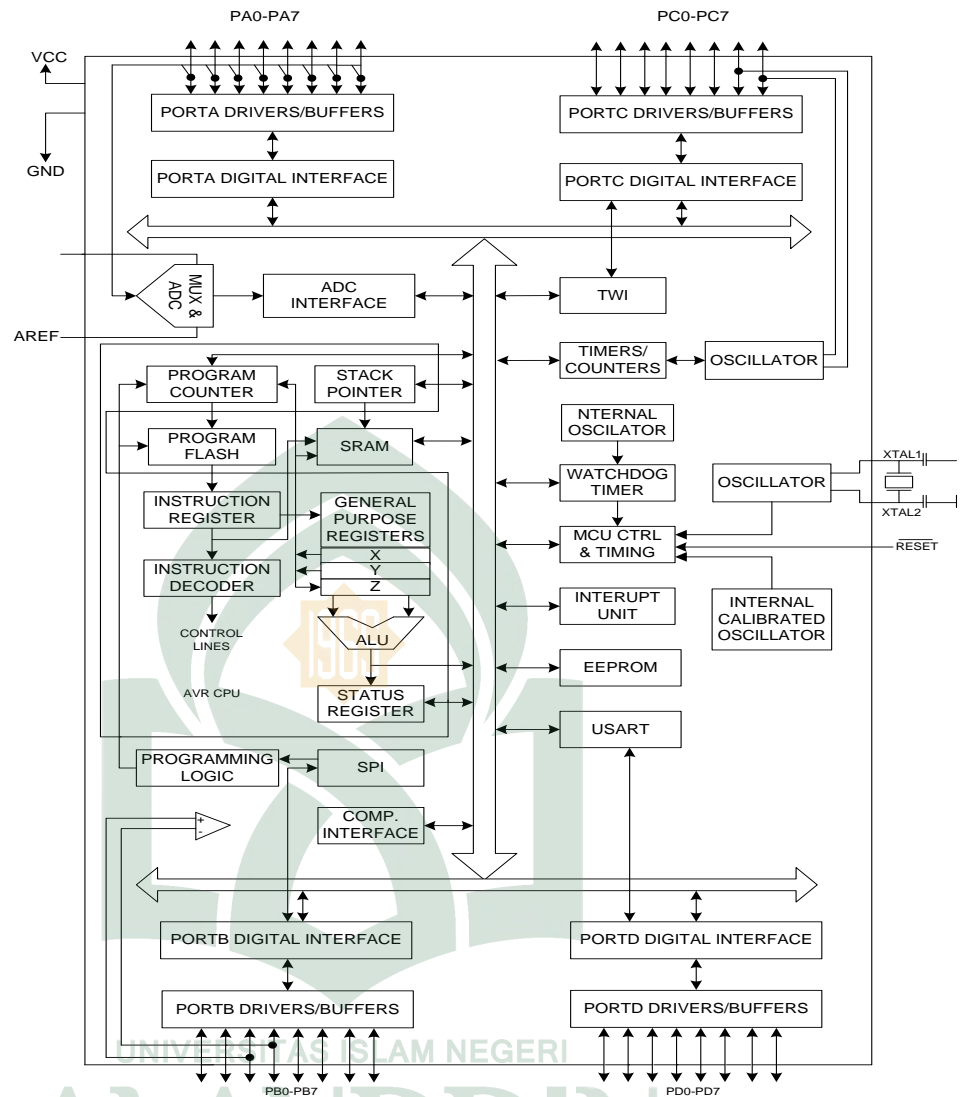 PA0-PA7
PC0-PC7
VCC
GND
PORTA DRIVERS/BUFFERS
PORTC DRIVERS/BUFFERS
PORTA DIGITAL INTERFACE
PORTC DIGITAL INTERFACE
MUX &
ADC
ADC
INTERFACE
TWI
AREF
TIMERS/
COUNTERS
OSCILLATOR
PROGRAM
COUNTER
STACK
POINTER
NTERNAL
OSCILATOR
PROGRAM
FLASH
SRAM
WATCHDOG
TIMER
OSCILLATOR
XTAL1
XTAL2
INSTRUCTION
REGISTER
GENERAL
PURPOSE
REGISTERS
X
Y
Z
MCU CTRL
& TIMING
RESET
INSTRUCTION
DECODER
INTERUPT
UNIT
INTERNAL
CALIBRATED
OSCILLATOR
CONTROL
LINES
ALU
ISCS
EEPROM
AVR CPU
STATUS
REGISTER
USART
PROGRAMMING
LOGIC
SPI
+
-
COMP.
INTERFACE
PORTB DIGITAL INTERFACE
PORTD DIGITAL INTERFACE
PORTB DRIVERS/BUFFERS
PORTD DRIVERS/BUFFERS
UNIVERSITAS ISLAM NEGERI
PB0-PB7
PD0-PD7